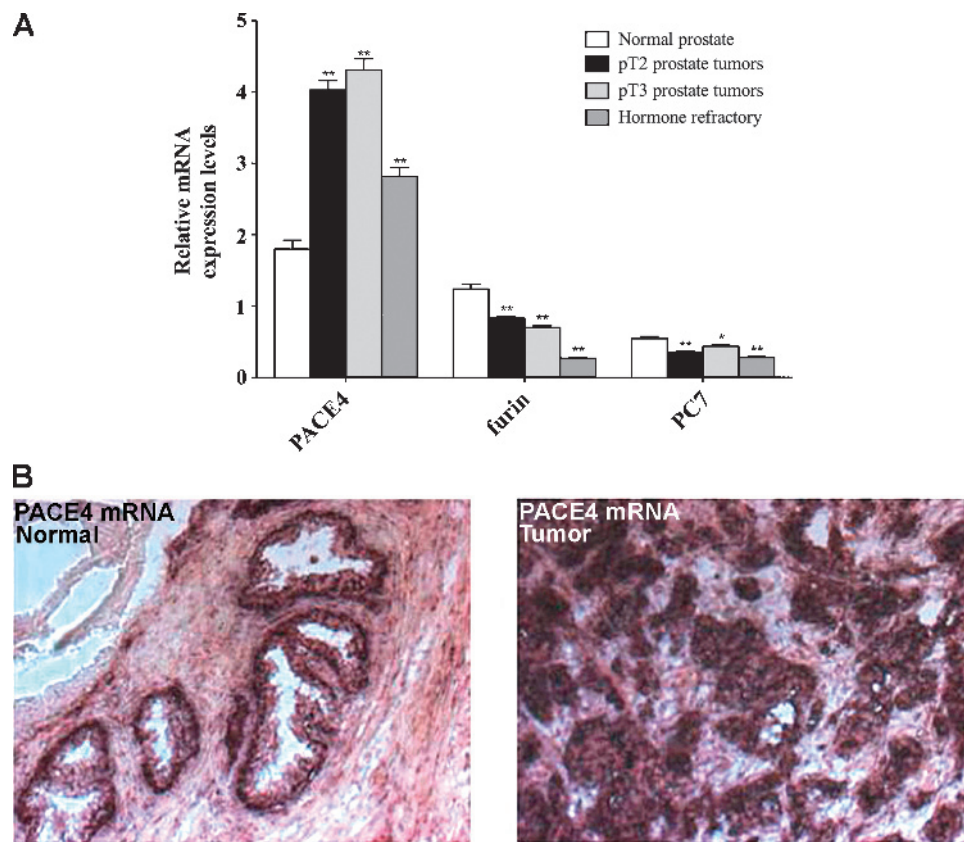 A
Relative mRNA
expression levels
5
4
3
2
1
0
** ** **
** ** **
** * **
Normal prostate
pT2 prostate tumors
pT3 prostate tumors
Hormone refractory
PACE4
furin
PC7
B
PACE4 mRNA
Normal
PACE4 mRNA
Tumor